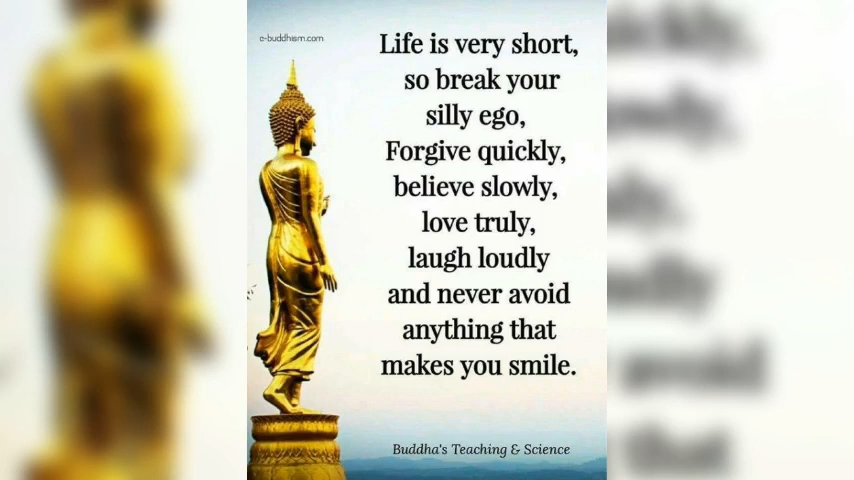 e-buddhism.com
Life is very short,
so break your
silly ego,
Forgive quickly,
believe slowly,
love truly,
laugh loudly
and never avoid
anything that
makes you smile.
Buddha's Teaching & Science